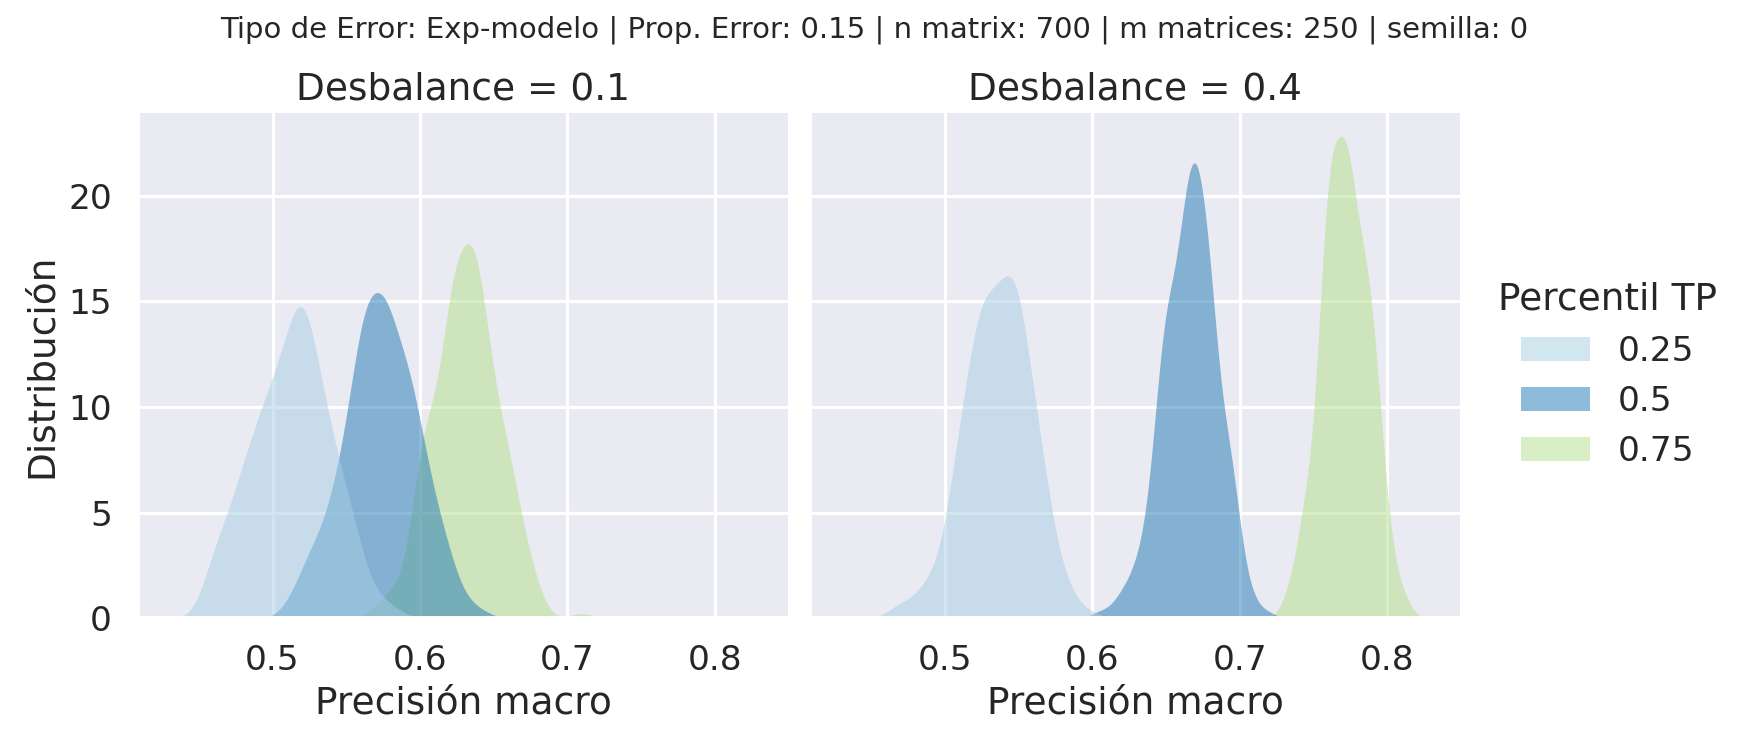 Tipo de Error: Exp-modelo | Prop. Error: 0.15 | n matrix: 700 | m matrices: 250 | semilla: 0
Desbalance = 0.1
Desbalance = 0.4
Distribución
20
15
10
5
0
0.5 0.6 0.7 0.8
0.5 0.6 0.7 0.8
Precisión macro
Precisión macro
Percentil TP
0.25
0.5
0.75